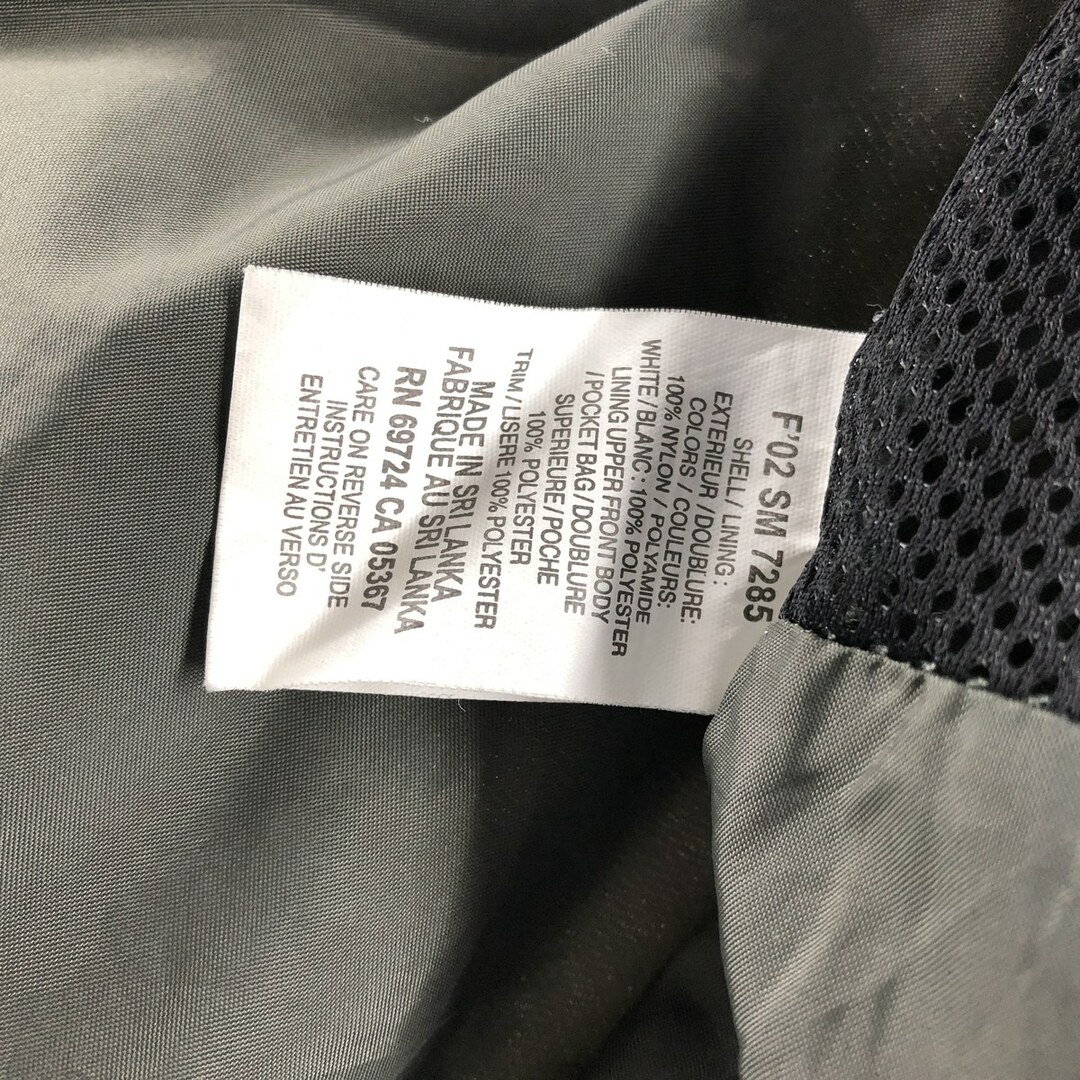 F'02 SM 7285
SHELL / LINING :
EXTERIEUR / DOUBLURE:
COLORS / COULEURS:
100% NYLON / POLYAMIDE
WHITE / BLANC : 100% POLYESTER
LINING UPPER FRONT BODY
/ POCKET BAG / DOUBLURE
SUPERIEURE / POCHE
100% POLYESTER
TRIM / LISERE 100% POLYESTER
MADE IN SRI LANKA
FABRIQUE AU SRI LANKA
RN 69724 CA 05367
CARE ON REVERSE SIDE
INSTRUCTIONS D'
ENTRETIEN AU VERSO